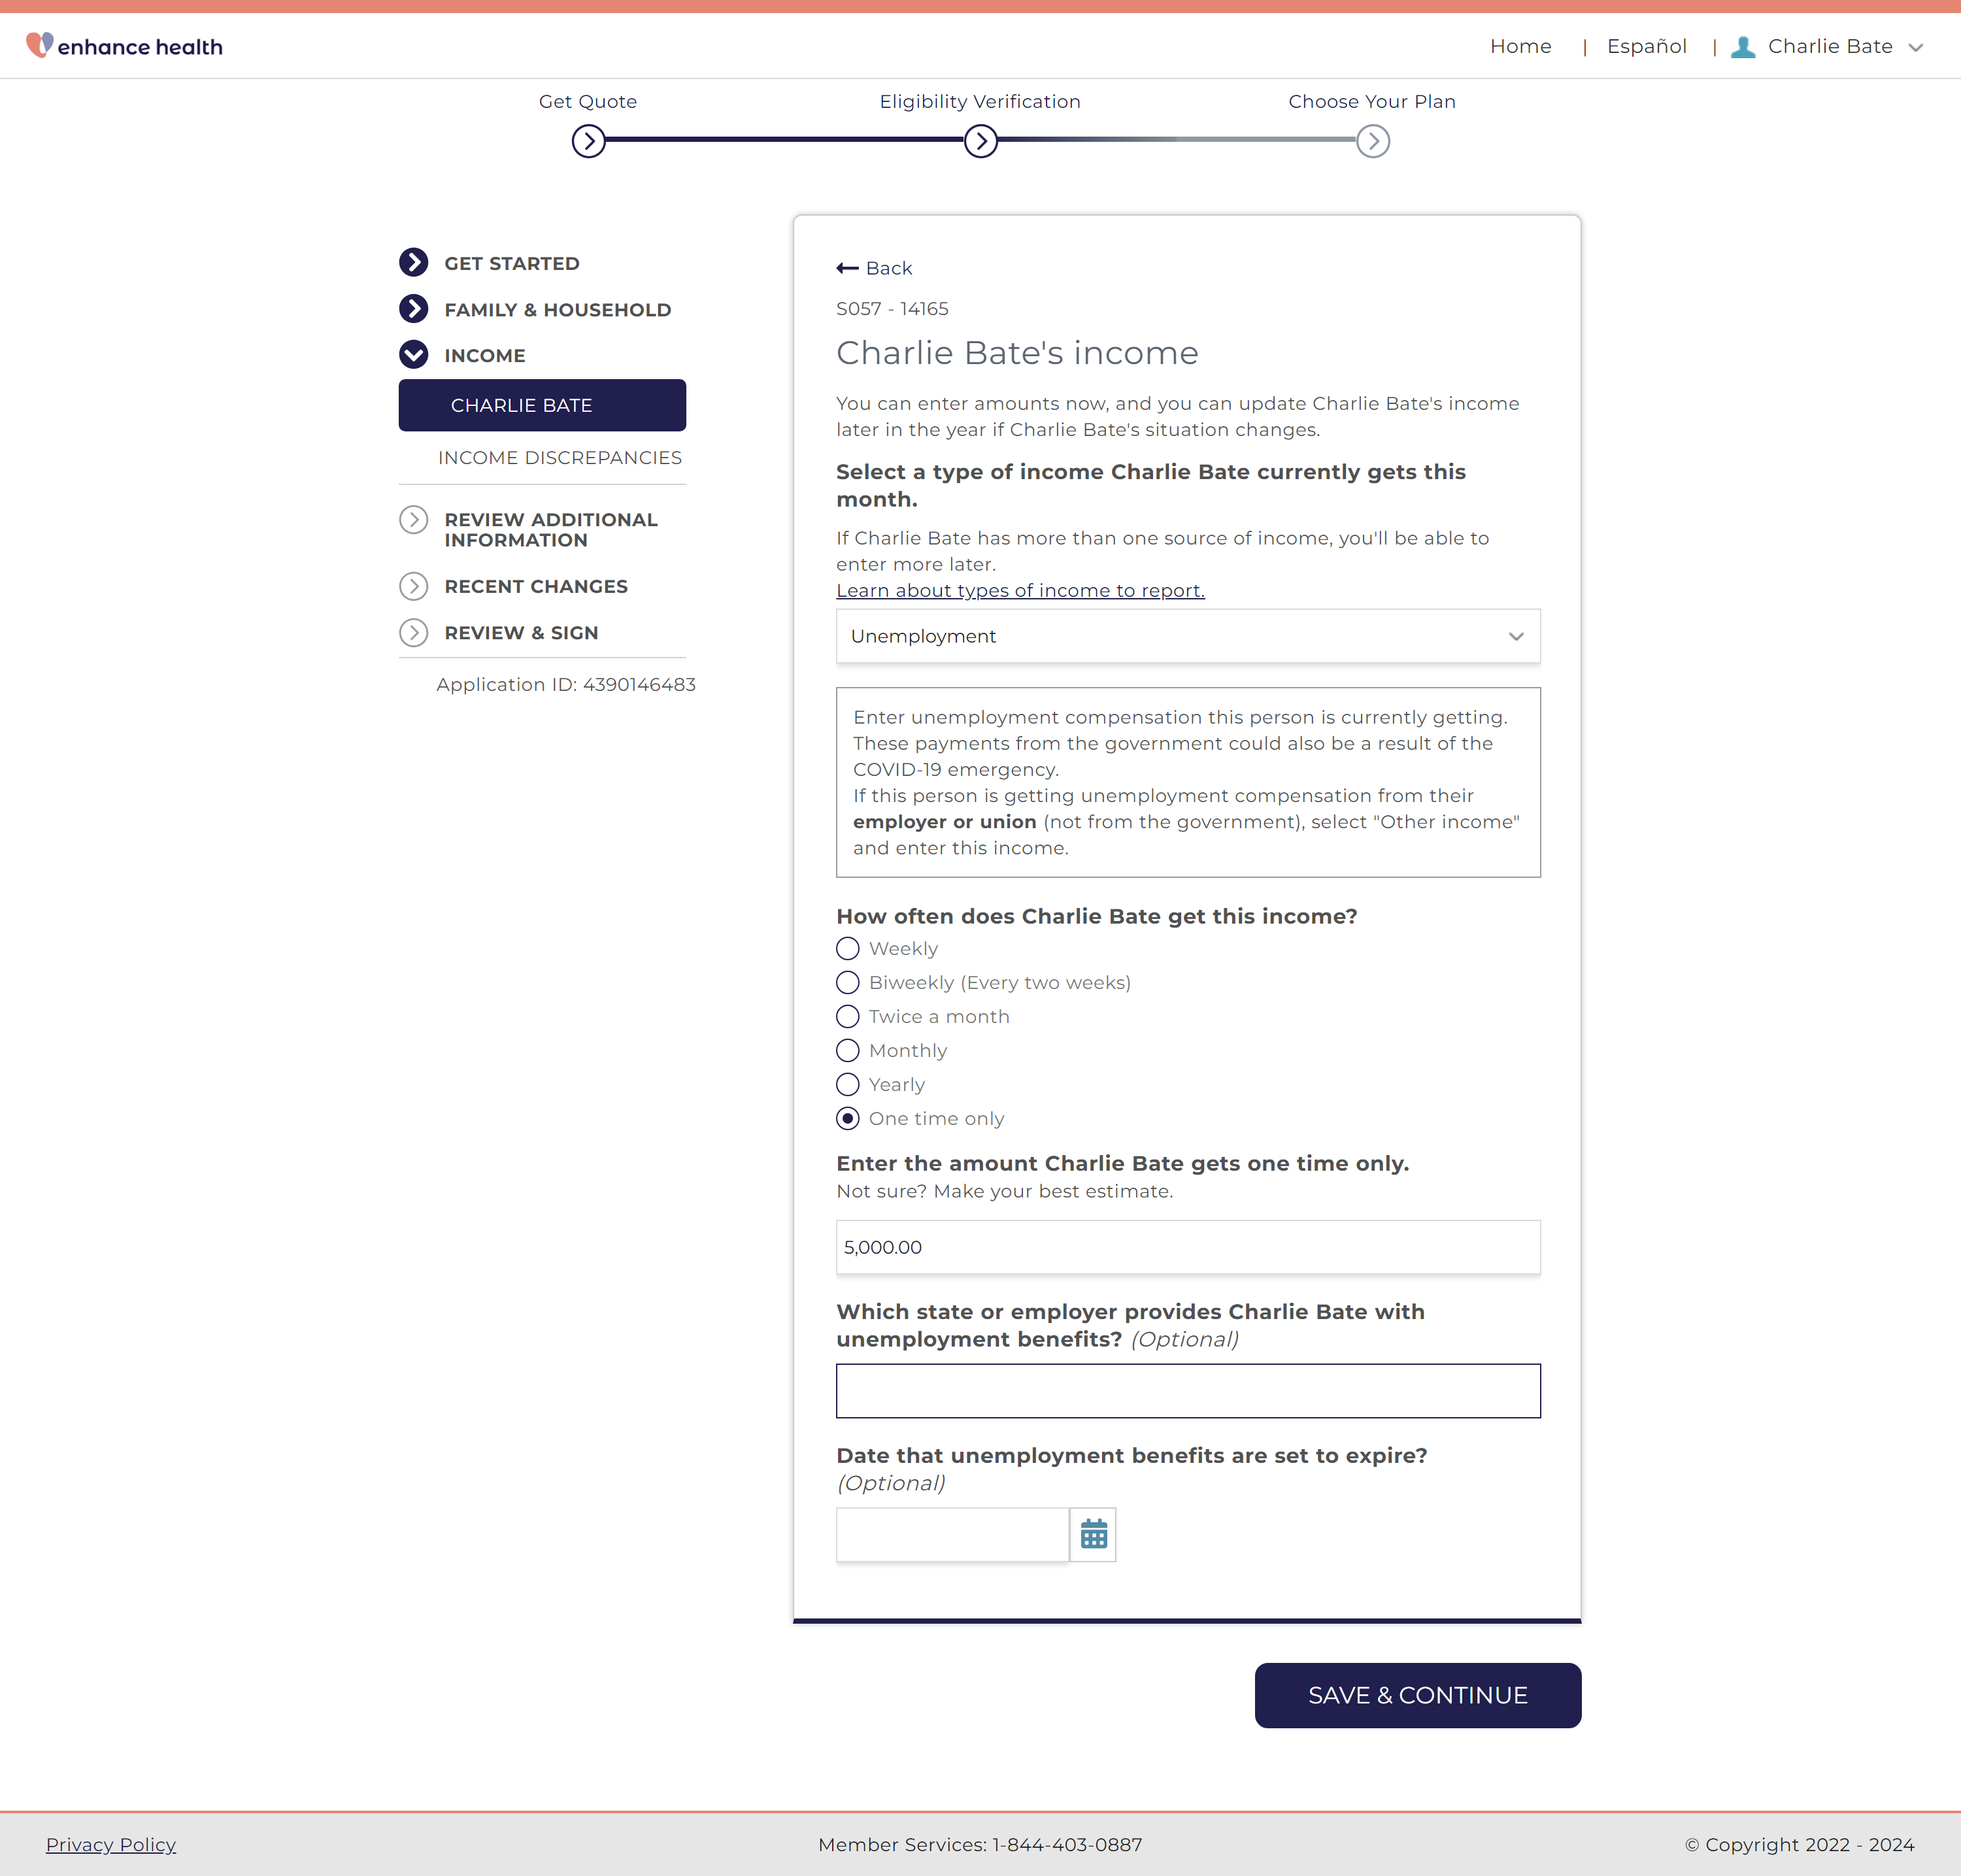 enhance health
Home | Español | Charlie Bate
Get Quote
Eligibility Verification
Choose Your Plan
GET STARTED
FAMILY & HOUSEHOLD
INCOME
CHARLIE BATE
INCOME DISCREPANCIES
REVIEW ADDITIONAL
INFORMATION
RECENT CHANGES
REVIEW & SIGN
Application ID: 4390146483
Back
S057 - 14165
Charlie Bate's income
You can enter amounts now, and you can update Charlie Bate's income
later in the year if Charlie Bate's situation changes.
Select a type of income Charlie Bate currently gets this
month.
If Charlie Bate has more than one source of income, you'll be able to
enter more later.
Learn about types of income to report.
Unemployment
Enter unemployment compensation this person is currently getting.
These payments from the government could also be a result of the
COVID-19 emergency.
If this person is getting unemployment compensation from their
employer or union (not from the government), select "Other income"
and enter this income.
How often does Charlie Bate get this income?
Weekly
Biweekly (Every two weeks)
Twice a month
Monthly
Yearly
One time only
Enter the amount Charlie Bate gets one time only.
Not sure? Make your best estimate.
5,000.00
Which state or employer provides Charlie Bate with
unemployment benefits? (Optional)
Date that unemployment benefits are set to expire?
(Optional)
SAVE & CONTINUE
Privacy Policy
Member Services: 1-844-403-0887
© Copyright 2022 - 2024